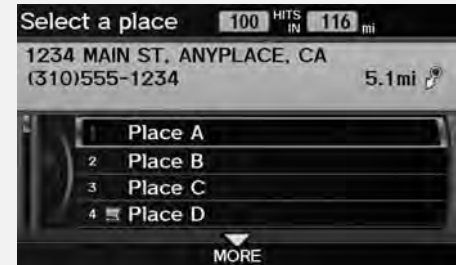 Select a place 100 HITS IN 116 mi
1234 MAIN ST, ANYPLACE, CA
(310)555-1234 5.1mi
1 Place A
2 Place B
3 Place C
4 Place D
MORE